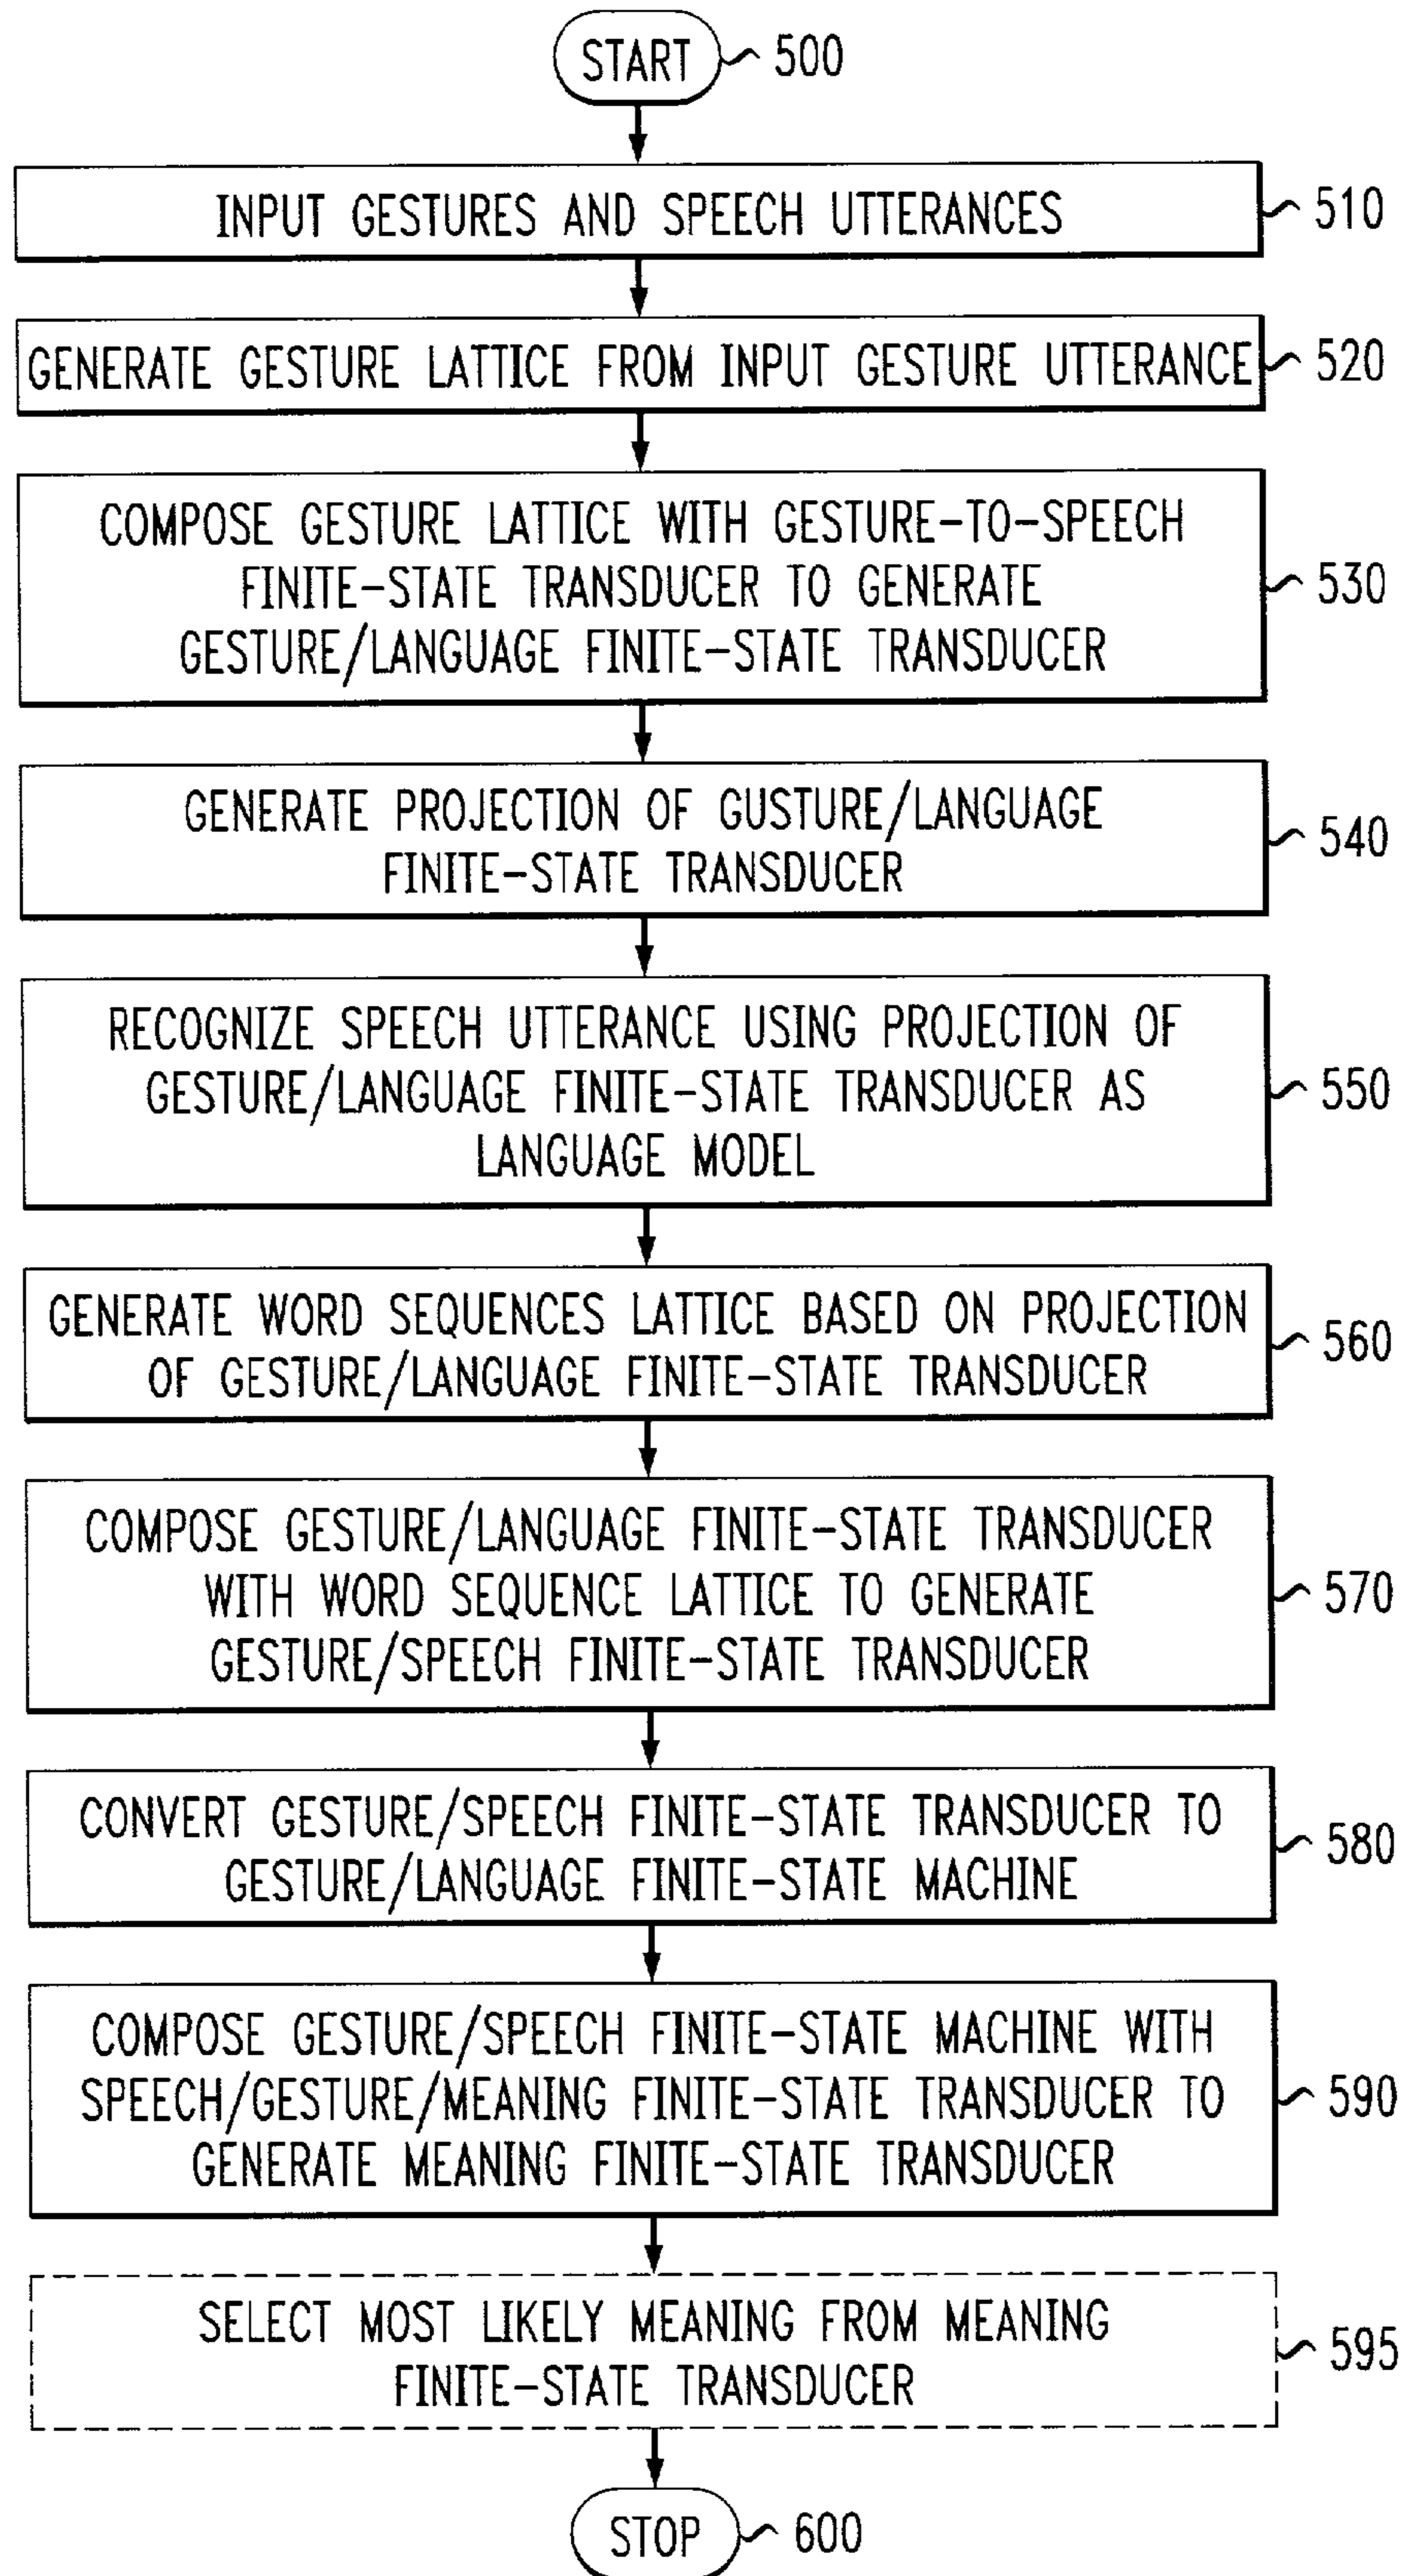 START 500
INPUT GESTURES AND SPEECH UTTERANCES 510
GENERATE GESTURE LATTICE FROM INPUT GESTURE UTTERANCE 520
COMPOSE GESTURE LATTICE WITH GESTURE-TO-SPEECH
FINITE-STATE TRANSDUCER TO GENERATE 530
GESTURE/LANGUAGE FINITE-STATE TRANSDUCER
GENERATE PROJECTION OF GUSTURE/LANGUAGE
FINITE-STATE TRANSDUCER 540
RECOGNIZE SPEECH UTTERANCE USING PROJECTION OF
GESTURE/LANGUAGE FINITE-STATE TRANSDUCER AS 550
LANGUAGE MODEL
GENERATE WORD SEQUENCES LATTICE BASED ON PROJECTION
OF GESTURE/LANGUAGE FINITE-STATE TRANSDUCER 560
COMPOSE GESTURE/LANGUAGE FINITE-STATE TRANSDUCER
WITH WORD SEQUENCE LATTICE TO GENERATE 570
GESTURE/SPEECH FINITE-STATE TRANSDUCER
CONVERT GESTURE/SPEECH FINITE-STATE TRANSDUCER TO
GESTURE/LANGUAGE FINITE-STATE MACHINE 580
COMPOSE GESTURE/SPEECH FINITE-STATE MACHINE WITH
SPEECH/GESTURE/MEANING FINITE-STATE TRANSDUCER TO 590
GENERATE MEANING FINITE-STATE TRANSDUCER
SELECT MOST LIKELY MEANING FROM MEANING
FINITE-STATE TRANSDUCER 595
STOP 600